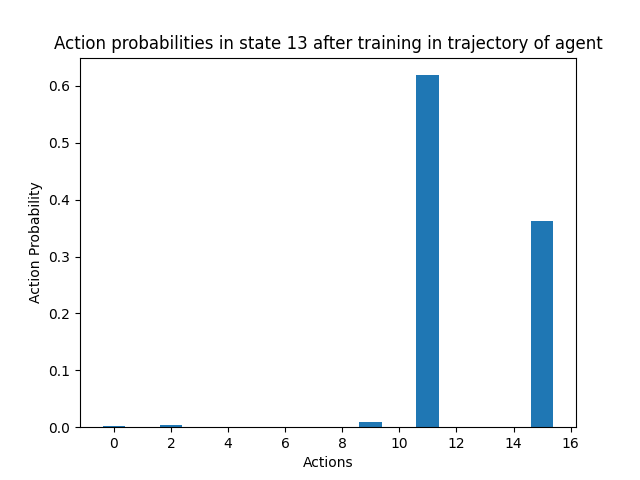 Action probabilities in state 13 after training in trajectory of agent
0.6
0.5
0.4
0.3
0.2
0.1
0.0
Action Probability
0 2 4 6 8 10 12 14 16
Actions